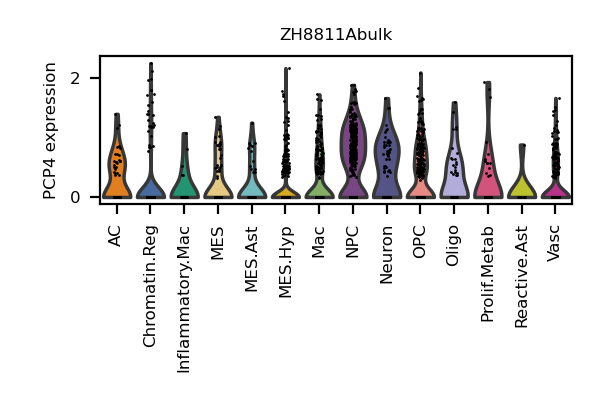 ZH8811Abulk
PCP4 expression
2
0
AC
Chromatin.Reg
Inflammatory.Mac
MES
MES.Ast
MES.Hyp
Mac
NPC
Neuron
OPC
Oligo
Prolif.Metab
Reactive.Ast
Vasc